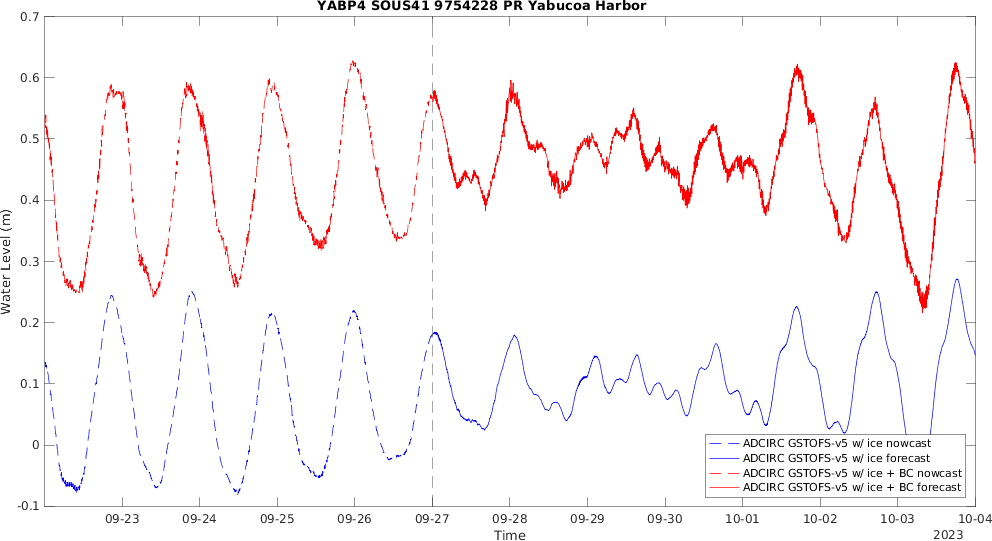 YABP4 SOUS41 9754228 PR Yabucoa Harbor
0.7
0.6
0.5
0.4
0.3
0.2
0.1
0
-0.1
Water Level (m)
ADCIRC GSTOFS-v5 w/ ice nowcast
ADCIRC GSTOFS-v5 w/ ice forecast
ADCIRC GSTOFS-v5 w/ ice + BC nowcast
ADCIRC GSTOFS-v5 w/ ice + BC forecast
09-23 09-24 09-25 09-26 09-27 09-28 09-29 09-30 10-01 10-02 10-03 10-04
Time
2023